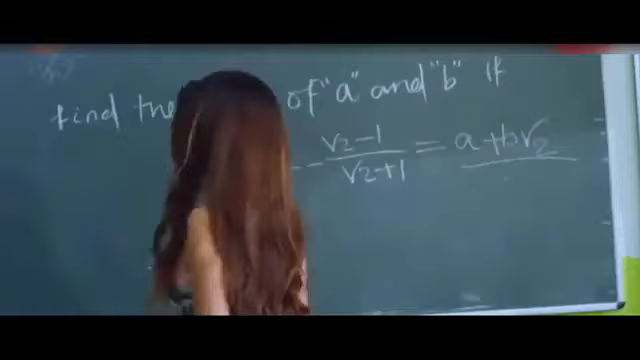 find the of "a" and "b" if
- √2-1 / √2+1 = a+b√2